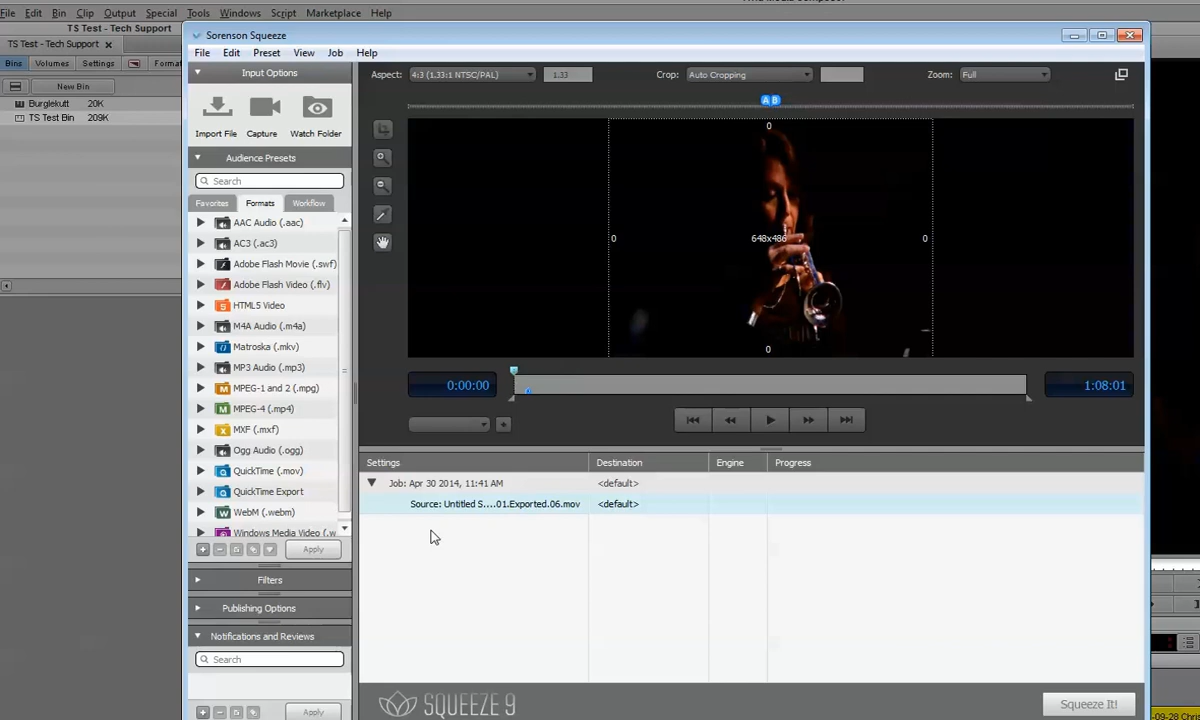 File Edit Bin Clip Output Special Tools Windows Script Marketplace Help
TS Test - Tech Support
TS Test - Tech Support
Bins Volumes Settings Format
New Bin
Burglekutt 20K
TS Test Bin 209K
Sorenson Squeeze
File Edit Preset View Job Help
Input Options
Import File Capture Watch Folder
Audience Presets
Search
Favorites Formats Workflow
AAC Audio (.aac)
AC3 (.ac3)
Adobe Flash Movie (.swf)
Adobe Flash Video (.flv)
HTML5 Video
M4A Audio (.m4a)
Matroska (.mkv)
MP3 Audio (.mp3)
MPEG-1 and 2 (.mpg)
MPEG-4 (.mp4)
MXF (.mxf)
Ogg Audio (.ogg)
QuickTime (.mov)
QuickTime Export
WebM (.webm)
Windows Media Video (.w
Apply
Filters
Publishing Options
Notifications and Reviews
Search
Apply
Aspect: 4:3 (1.33:1 NTSC/PAL) 1.33 Crop: Auto Cropping Zoom: Full
A B
0
0 648x486 0
0
0:00:00 1:08:01
Settings Destination Engine Progress
Job: Apr 30 2014, 11:41 AM <default>
Source: Untitled S....01.Exported.06.mov <default>
SQUEEZE 9
Squeeze It!